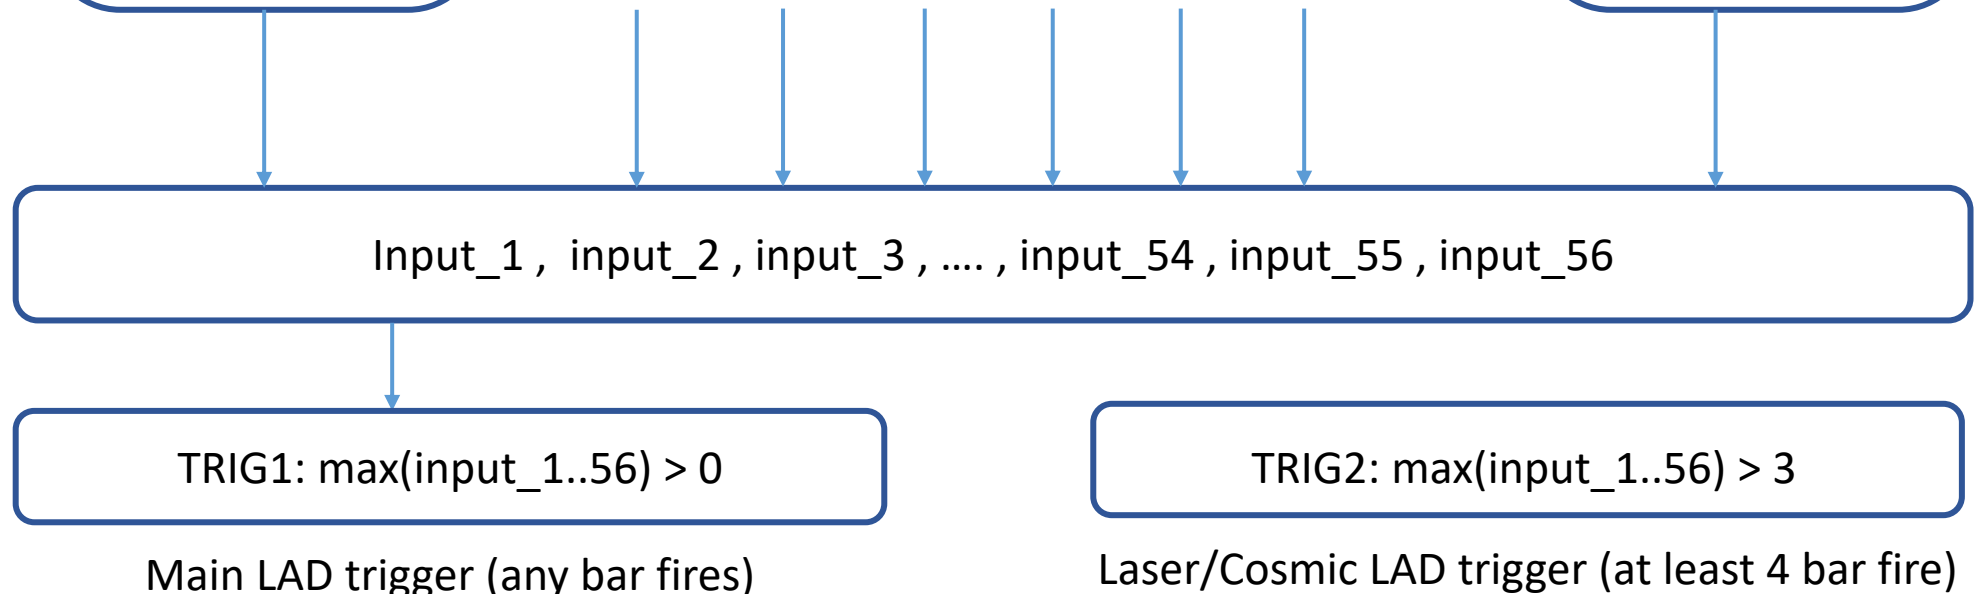 Input_1 ,  input_2 , input_3 , .... , input_54 , input_55 , input_56
TRIG1: max(input_1..56) > 0
TRIG2: max(input_1..56) > 3
Main LAD trigger (any bar fires)
Laser/Cosmic LAD trigger (at least 4 bar fire)